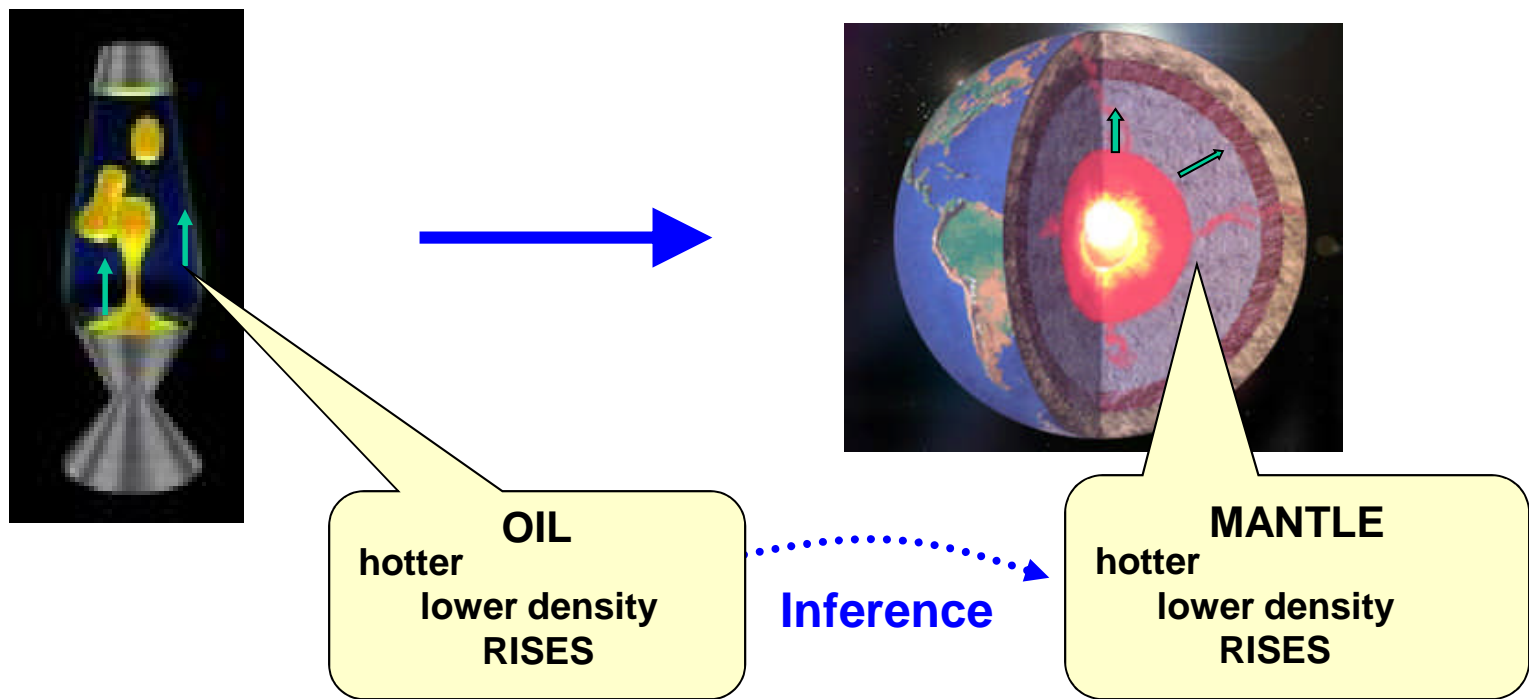 OIL
hotter
lower density
RISES
Inference
MANTLE
hotter
lower density
RISES